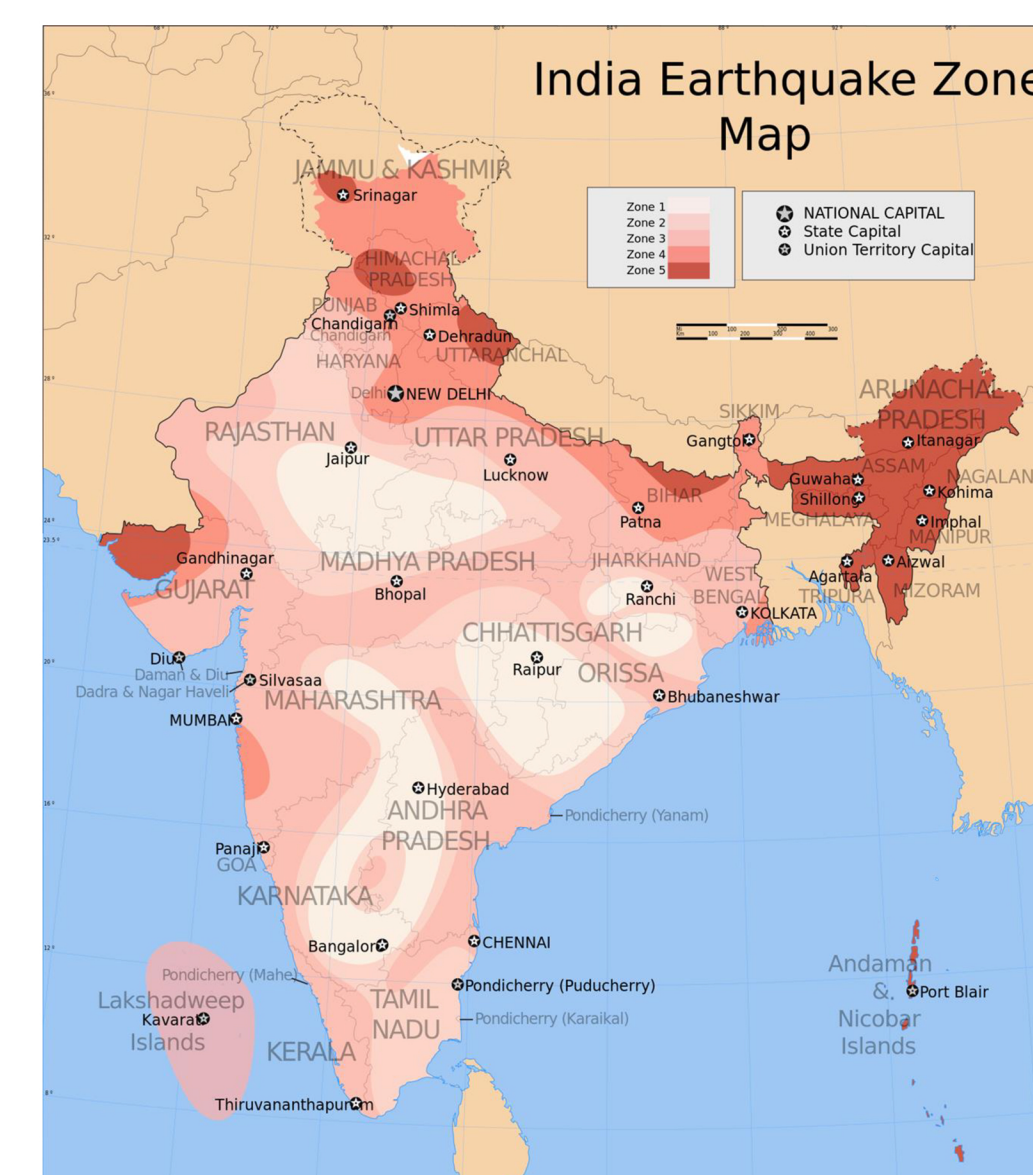 India Earthquake Zone
Map
Zone 1
Zone 2
Zone 3
Zone 4
Zone 5
NATIONAL CAPITAL
State Capital
Union Territory Capital
JAMMU & KASHMIR
Srinagar
HIMACHAL
PRADESH
PUNJAB
Shimla
Chandigarh
Chandigarh
Dehradun
HARYANA
UTTARANCHAL
Delhi
NEW DELHI
RAJASTHAN
Jaipur
UTTAR PRADESH
Lucknow
SIKKIM
Gangtok
ARUNACHAL
PRADESH
Itanagar
ASSAM
NAGALAN
Guwahati
Kohima
Shillong
MEGHALAYA
Imphal
MANIPUR
BIHAR
Patna
Agartala
Aizwal
TRIPURA
MIZORAM
Gandhinagar
GUJARAT
MADHYA PRADESH
Bhopal
JHARKHAND
Ranchi
WEST
BENGAL
KOLKATA
CHHATTISGARH
Raipur
ORISSA
Bhubaneshwar
Diu
Daman & Diu
Dadra & Nagar Haveli
Silvasaa
MUMBAI
MAHARASHTRA
Hyderabad
ANDHRA
PRADESH
Pondicherry (Yanam)
Panaji
GOA
KARNATAKA
Bangalore
CHENNAI
Pondicherry (Mahe)
Pondicherry (Puducherry)
Lakshadweep
Kavarati
Islands
TAMIL
NADU
Pondicherry (Karaikal)
KERALA
Thiruvananthapuram
Andaman
&
Port Blair
Nicobar
Islands